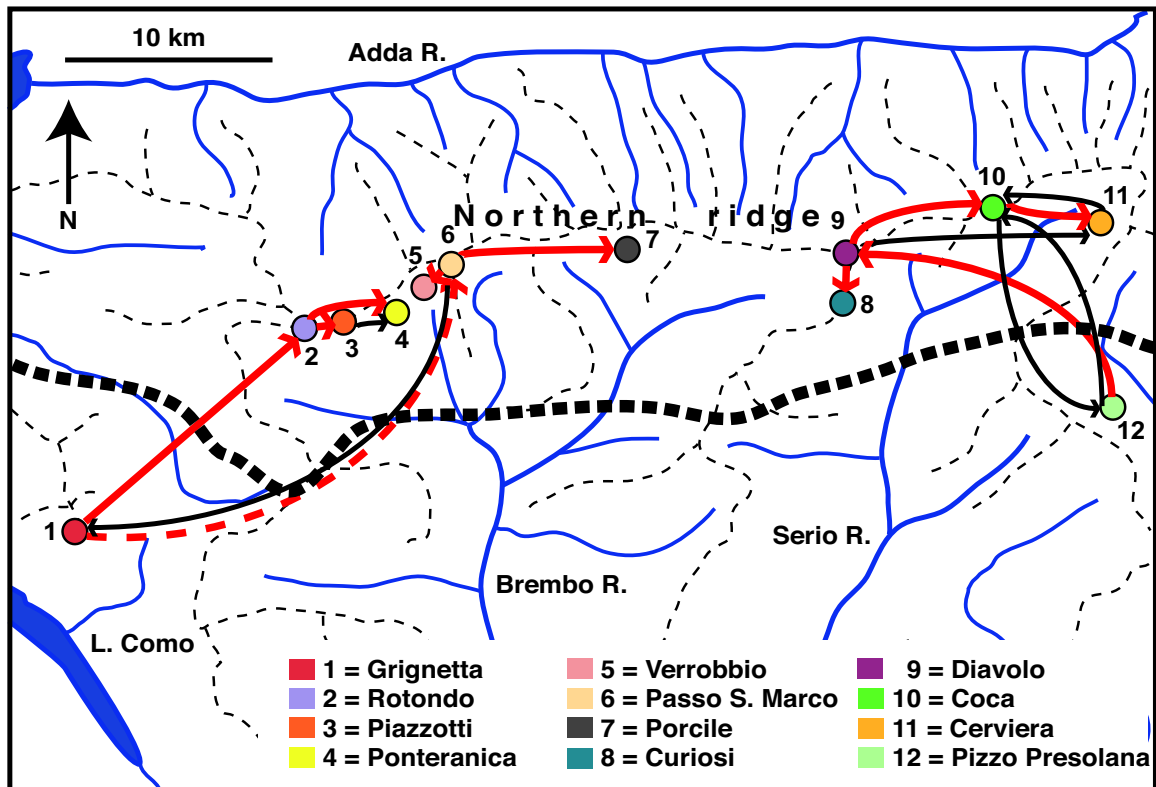 10 km
Adda R.
N
10
11
Northern ridge
9
6
5
7
8
2
3
4
12
1
Serio R.
Brembo R.
L. Como
1 = Grignetta
2 = Rotondo
3 = Piazzotti
4 = Ponteranica
5 = Verrobbio
6 = Passo S. Marco
7 = Porcile
8 = Curiosi
9 = Diavolo
10 = Coca
11 = Cerviera
12 = Pizzo Presolana